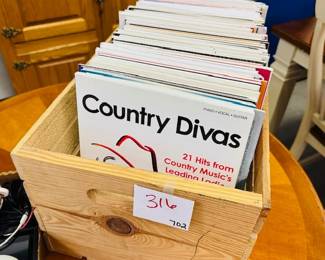 PIANO • VOCAL • GUITAR
Country Divas
21 Hits from
Country Music's
Leading Ladies
316
702